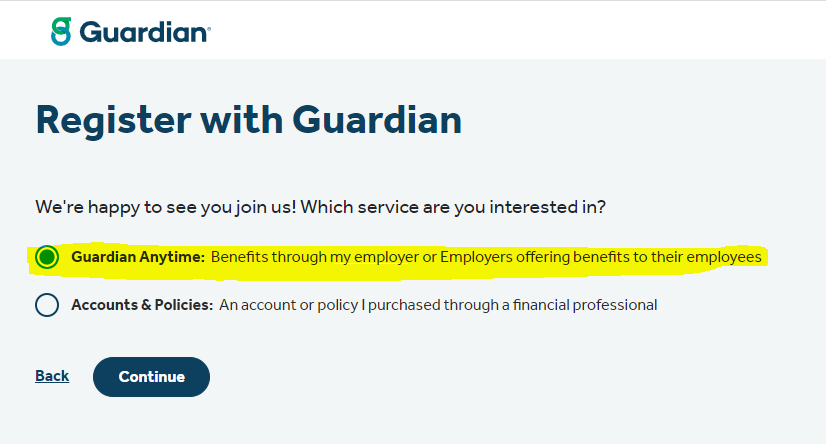 Guardian®
Register with Guardian
We're happy to see you join us! Which service are you interested in?
Guardian Anytime: Benefits through my employer or Employers offering benefits to their employees
Accounts & Policies: An account or policy I purchased through a financial professional
Back
Continue